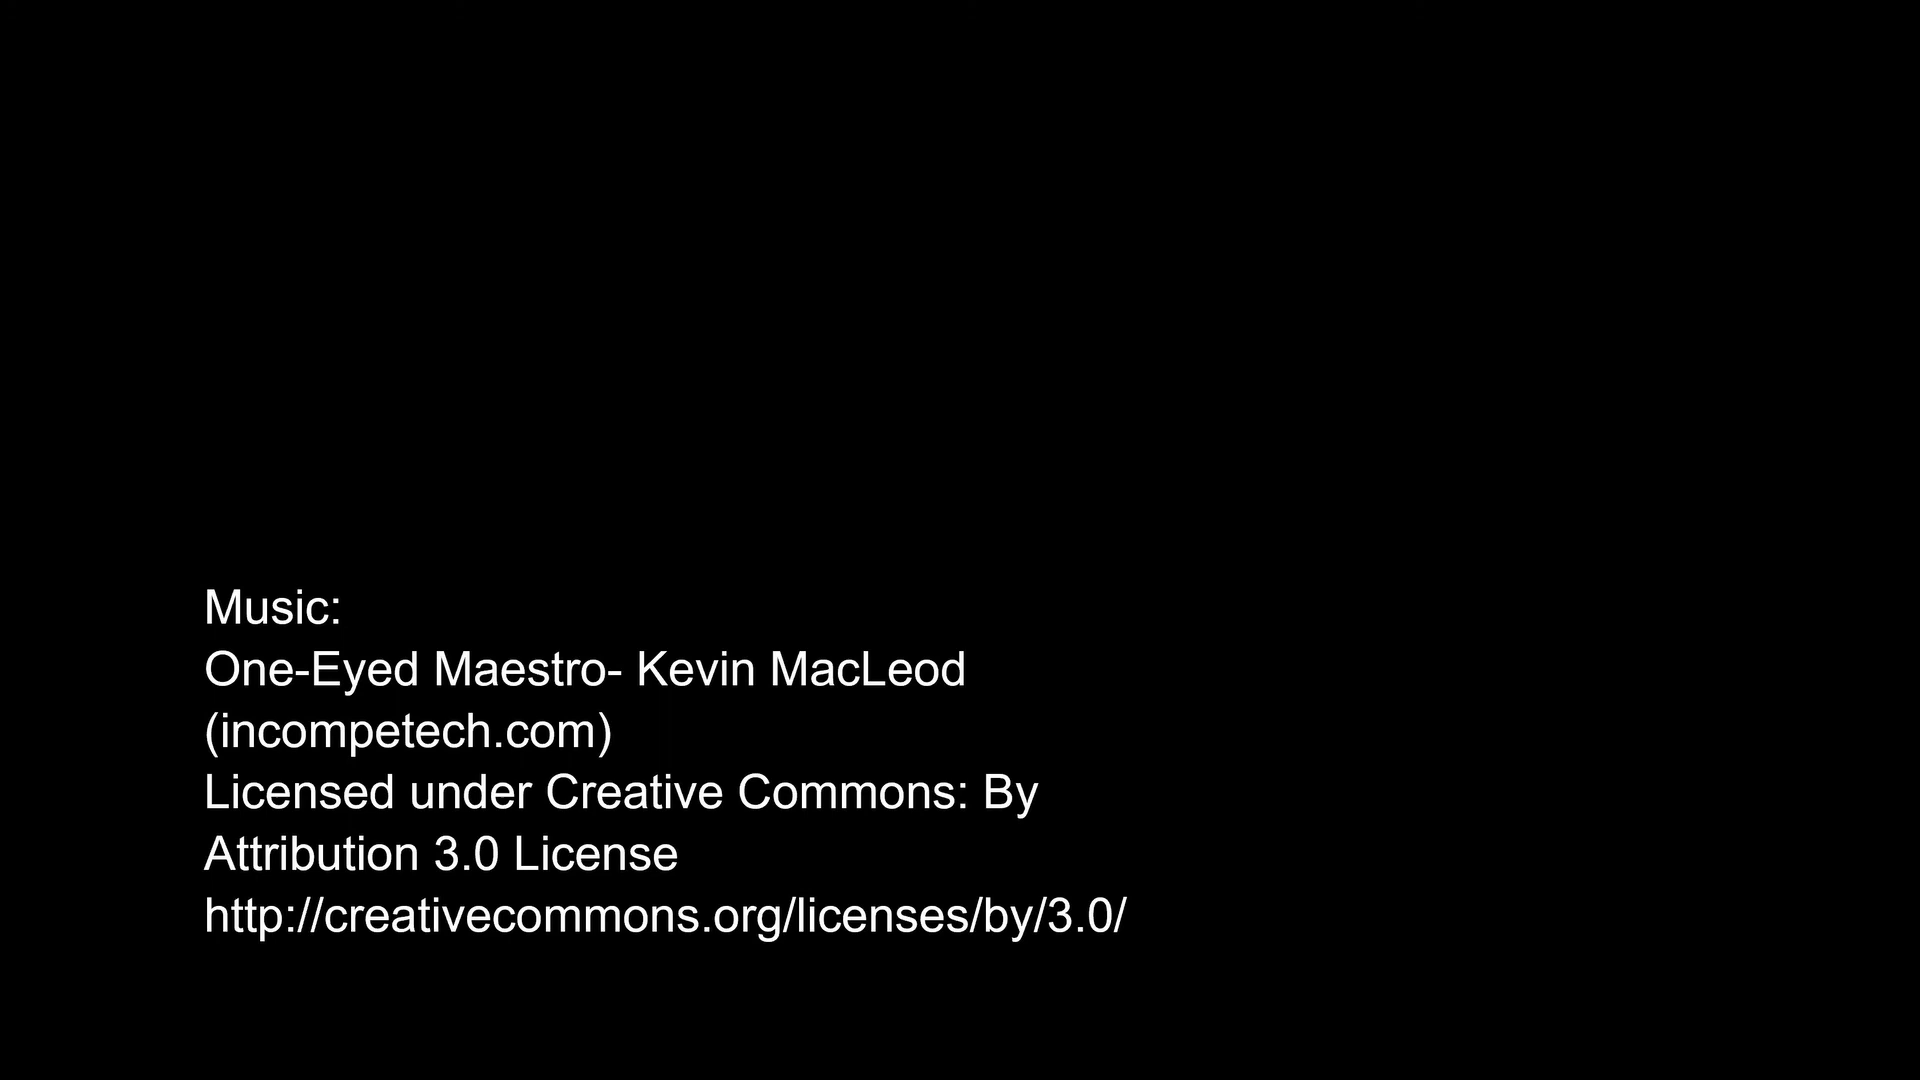 Music:
One-Eyed Maestro- Kevin MacLeod
(incompetech.com)
Licensed under Creative Commons: By
Attribution 3.0 License
http://creativecommons.org/licenses/by/3.0/